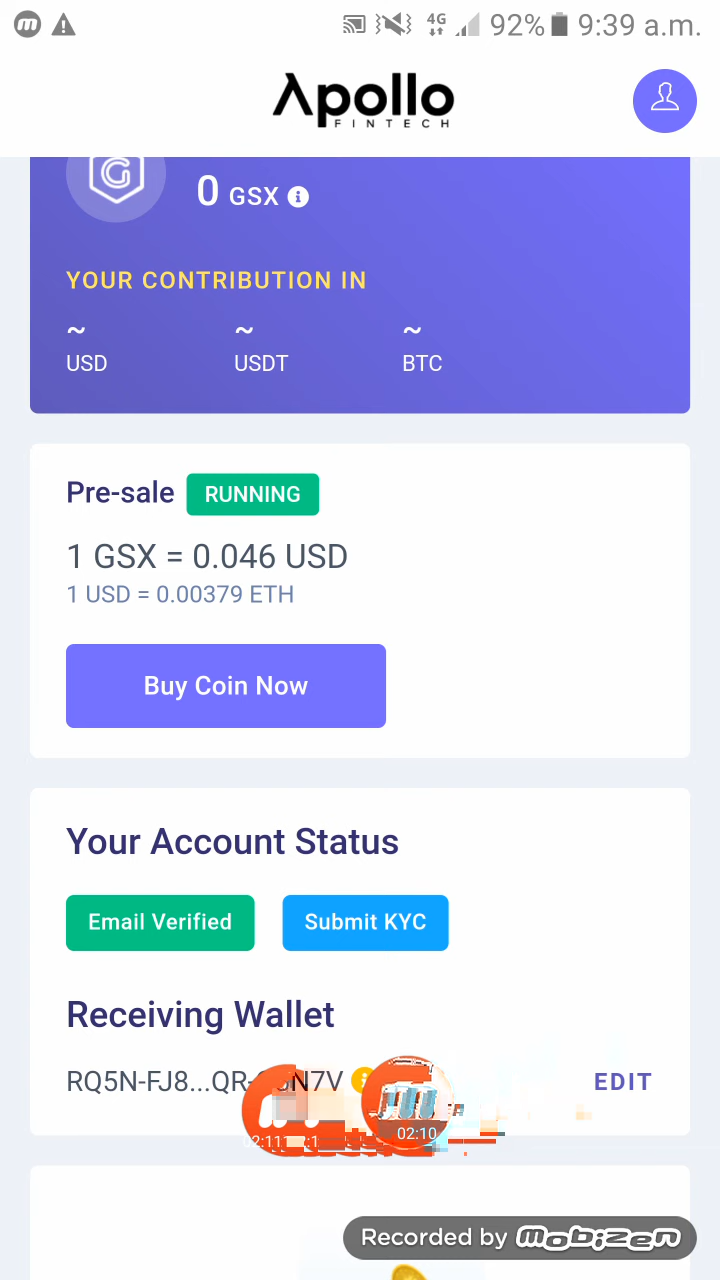 4G 92% 9:39 a.m.
Apollo
FINTECH
0 GSX
YOUR CONTRIBUTION IN
~ ~ ~
USD USDT BTC
Pre-sale RUNNING
1 GSX = 0.046 USD
1 USD = 0.00379 ETH
Buy Coin Now
Your Account Status
Email Verified Submit KYC
Receiving Wallet
RQ5N-FJ8...QR- N7V EDIT
02:10
Recorded by Mobizen